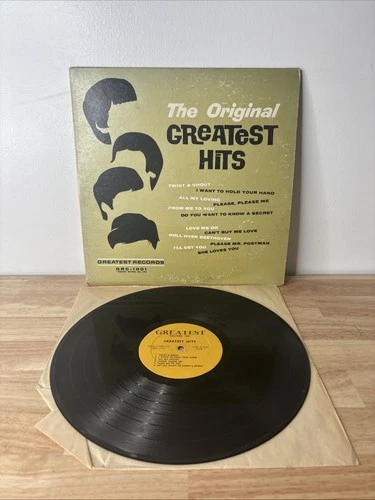 The Original
GREATEST
HITS
TWIST & SHOUT
I WANT TO HOLD YOUR HAND
ALL MY LOVING
PLEASE, PLEASE ME
FROM ME TO YOU
DO YOU WANT TO KNOW A SECRET
LOVE ME DO
CAN'T BUY ME LOVE
ROLL OVER BEETHOVEN
PLEASE MR. POSTMAN
I'LL GET YOU
SHE LOVES YOU
GREATEST RECORDS
GRC-1001
GREATEST
GREATEST HITS